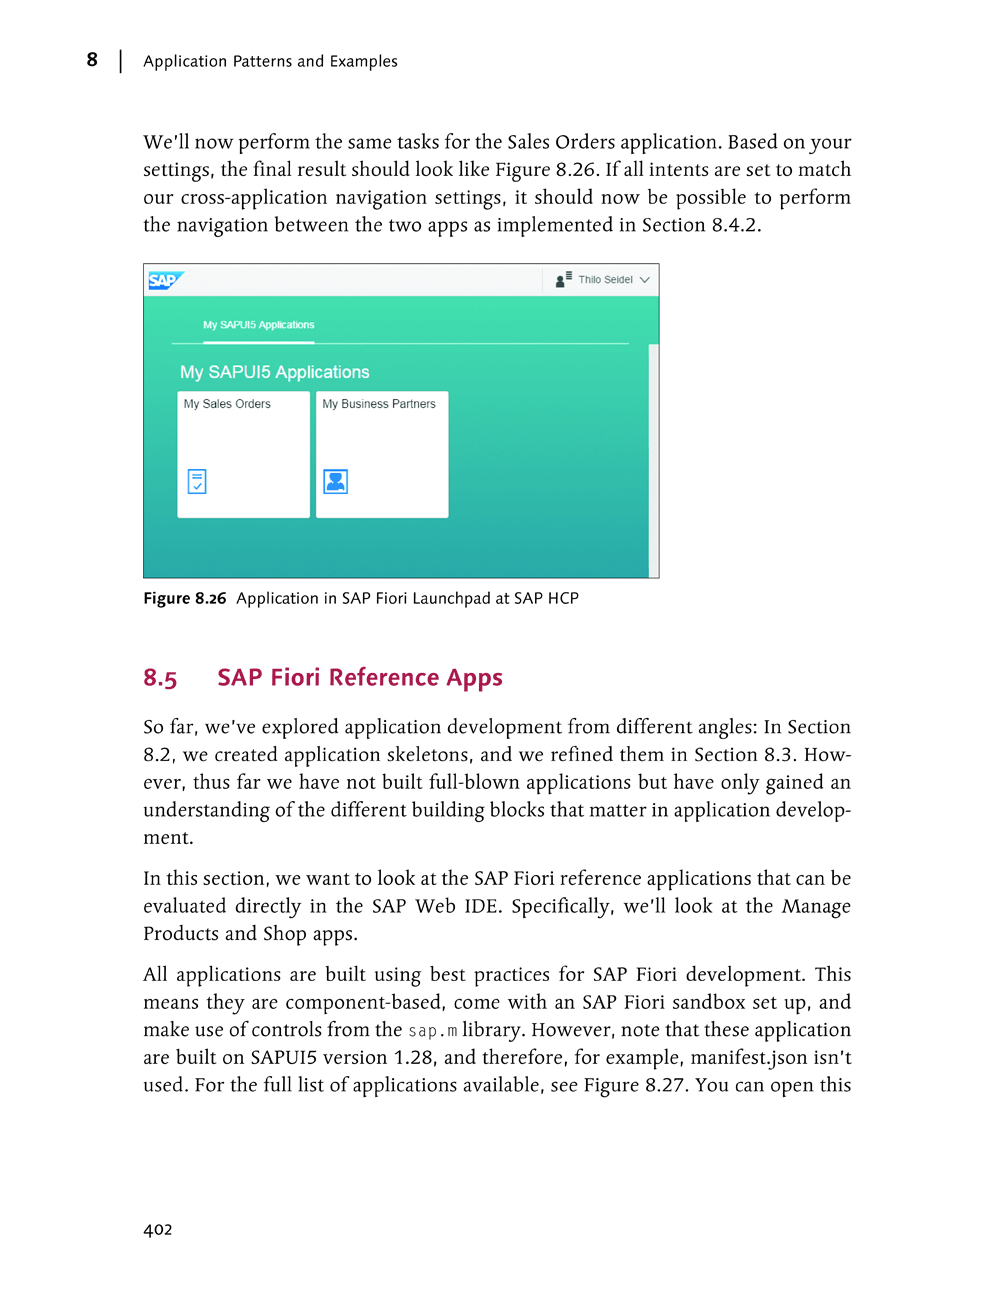 8 | Application Patterns and Examples
We’ll now perform the same tasks for the Sales Orders application. Based on your
settings, the final result should look like Figure 8.26. If all intents are set to match
our cross-application navigation settings, it should now be possible to perform
the navigation between the two apps as implemented in Section 8.4.2.
SAP
Thilo Seidel
My SAPUI5 Applications
My SAPUI5 Applications
My Sales Orders
My Business Partners
Figure 8.26 Application in SAP Fiori Launchpad at SAP HCP
8.5 SAP Fiori Reference Apps
So far, we’ve explored application development from different angles: In Section
8.2, we created application skeletons, and we refined them in Section 8.3. How-
ever, thus far we have not built full-blown applications but have only gained an
understanding of the different building blocks that matter in application develop-
ment.
In this section, we want to look at the SAP Fiori reference applications that can be
evaluated directly in the SAP Web IDE. Specifically, we’ll look at the Manage
Products and Shop apps.
All applications are built using best practices for SAP Fiori development. This
means they are component-based, come with an SAP Fiori sandbox set up, and
make use of controls from the sap.m library. However, note that these application
are built on SAPUI5 version 1.28, and therefore, for example, manifest.json isn’t
used. For the full list of applications available, see Figure 8.27. You can open this
402